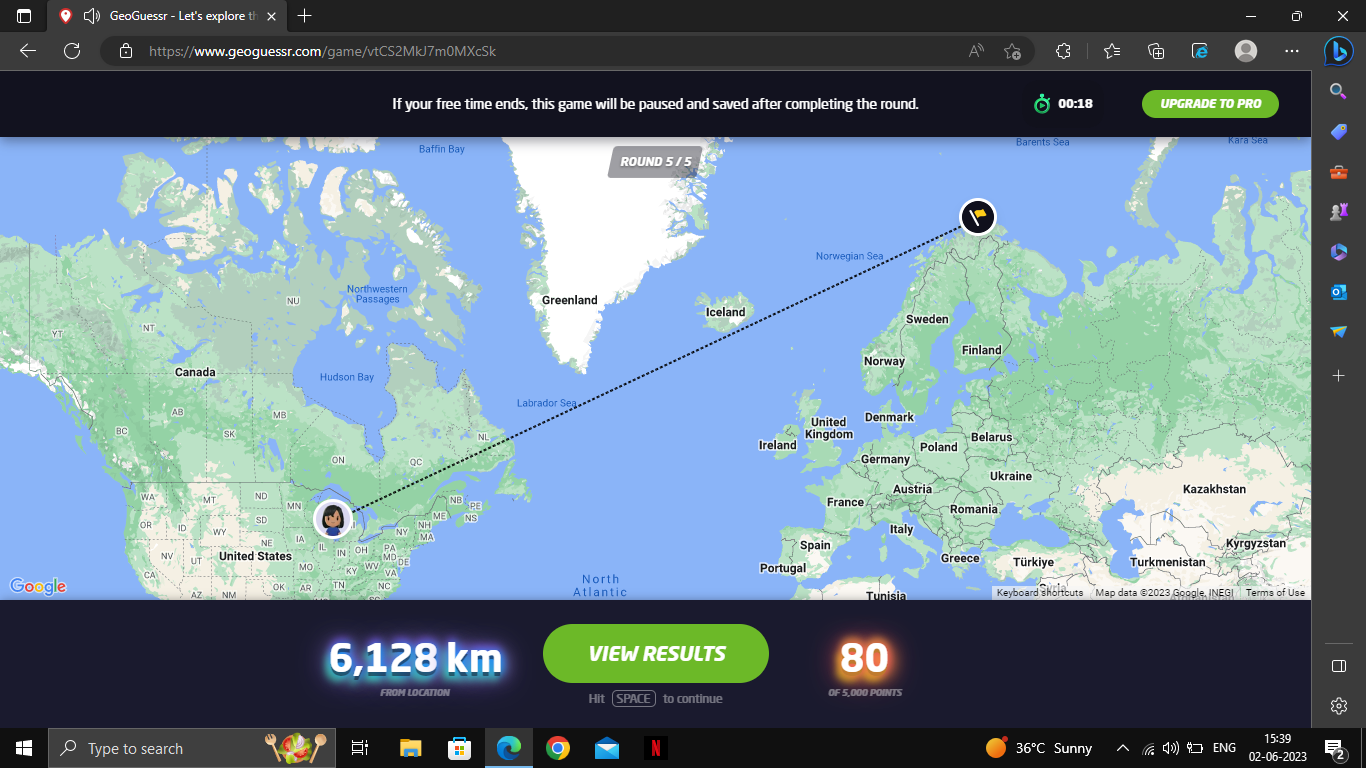 GeoGuessr - Let's explore th
https://www.geoguessr.com/game/vtCS2MkJ7m0MXcSk
If your free time ends, this game will be paused and saved after completing the round.
00:18
UPGRADE TO PRO
Baffin Bay
Barents Sea
Kara Sea
ROUND 5 / 5
Norwegian Sea
Northwestern
Passages
NU
Greenland
Iceland
Sweden
YT
NT
Finland
Norway
Canada
Hudson Bay
Labrador Sea
AB
MB
BC
SK
Denmark
United
Kingdom
Ireland
Belarus
Poland
NL
ON
QC
Germany
Ukraine
Austria
Kazakhstan
France
Romania
WA
MT
ND
NB
PE
OR
ID
SD
ME
NS
WY
NH
MA
Italy
NE
IA
NY
Spain
Greece
Türkiye
Kyrgyzstan
NV
UT
United States
IL
IN
OH
PA
MD
DE
NJ
Portugal
Turkmenistan
CA
MO
KY
WV
VA
AZ
NM
OK
AR
TN
NC
SC
North
Atlantic
Tunisia
Google
Keyboard shortcuts
Map data ©2023 Google, INEGI
Terms of Use
6,128 km
FROM LOCATION
VIEW RESULTS
Hit SPACE to continue
80
OF 5,000 POINTS
Type to search
36°C Sunny
ENG
15:39
02-06-2023
2